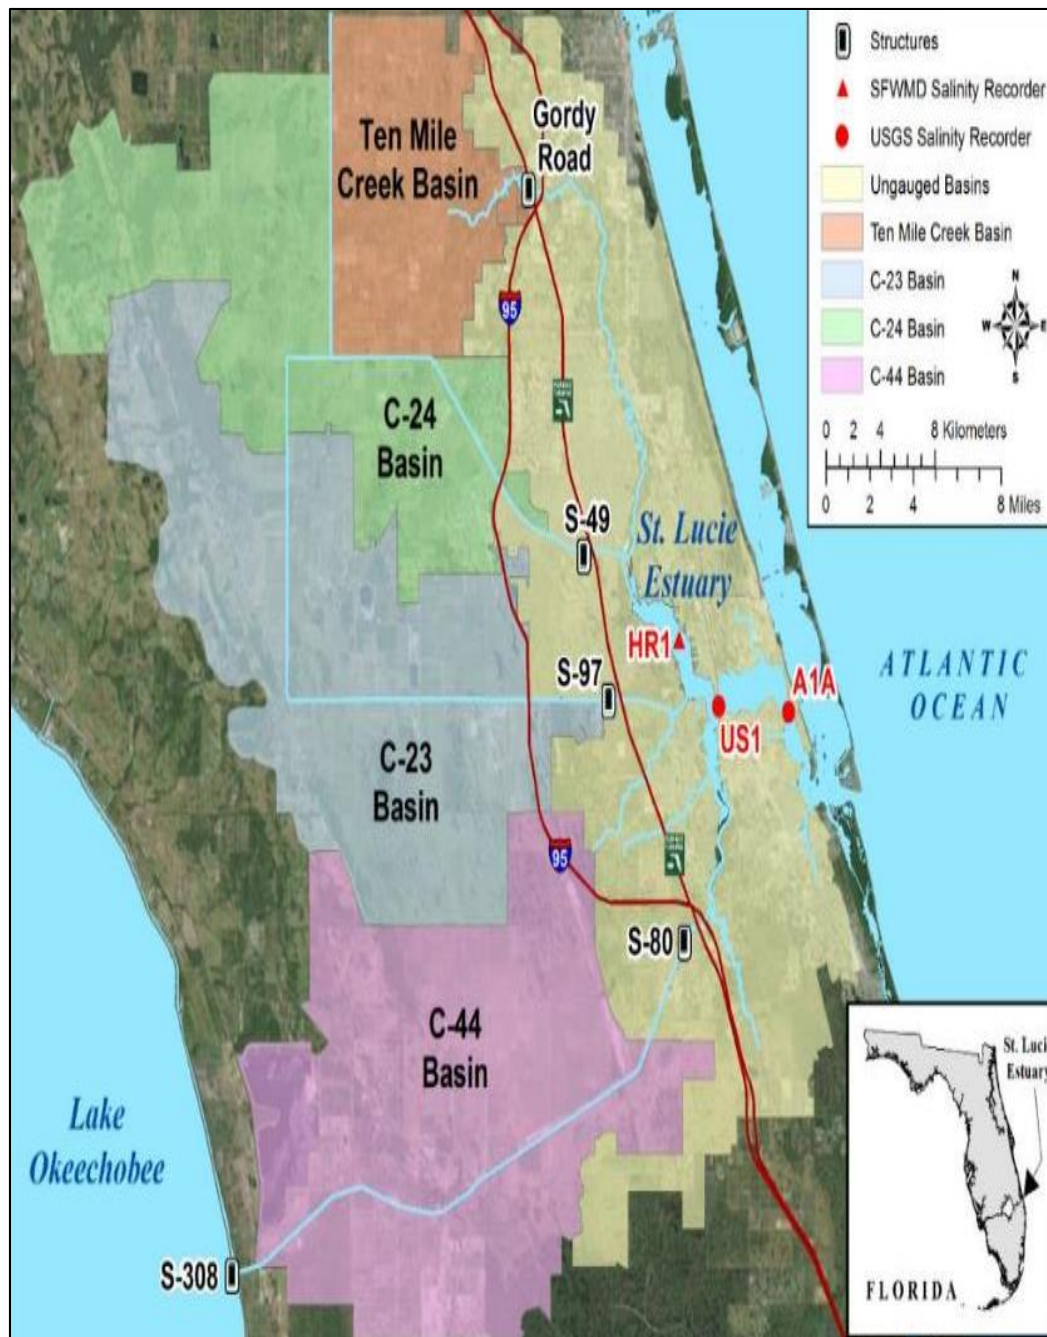 Structures
SFWMD Salinity Recorder
USGS Salinity Recorder
Ungauged Basins
Ten Mile Creek Basin
C-23 Basin
C-24 Basin
C-44 Basin
N
W E
S
0 2 4 8 Kilometers
0 2 4 8 Miles
Gordy
Road
Ten Mile
Creek Basin
95
C-24
Basin
S-49
St. Lucie
Estuary
HR1
S-97
A1A
US1
ATLANTIC
OCEAN
C-23
Basin
95
S-80
C-44
Basin
Lake
Okeechobee
S-308
St. Luci
Estuary
FLORIDA